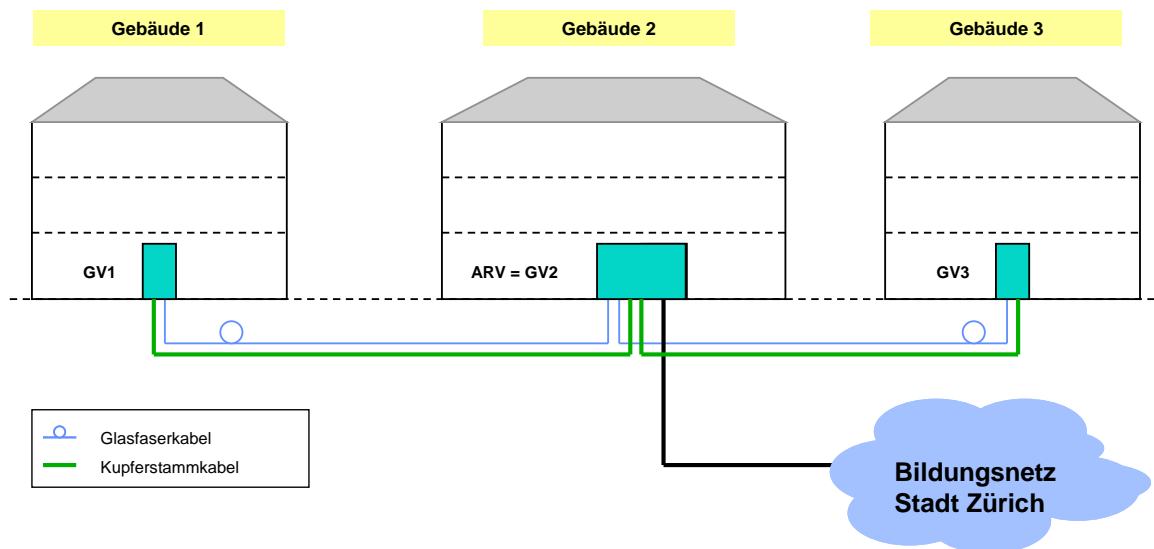 Gebäude 1
Gebäude 2
Gebäude 3
GV1
ARV = GV2
GV3
Glasfaserkabel
Kupferstammkabel
Bildungsnetz
Stadt Zürich